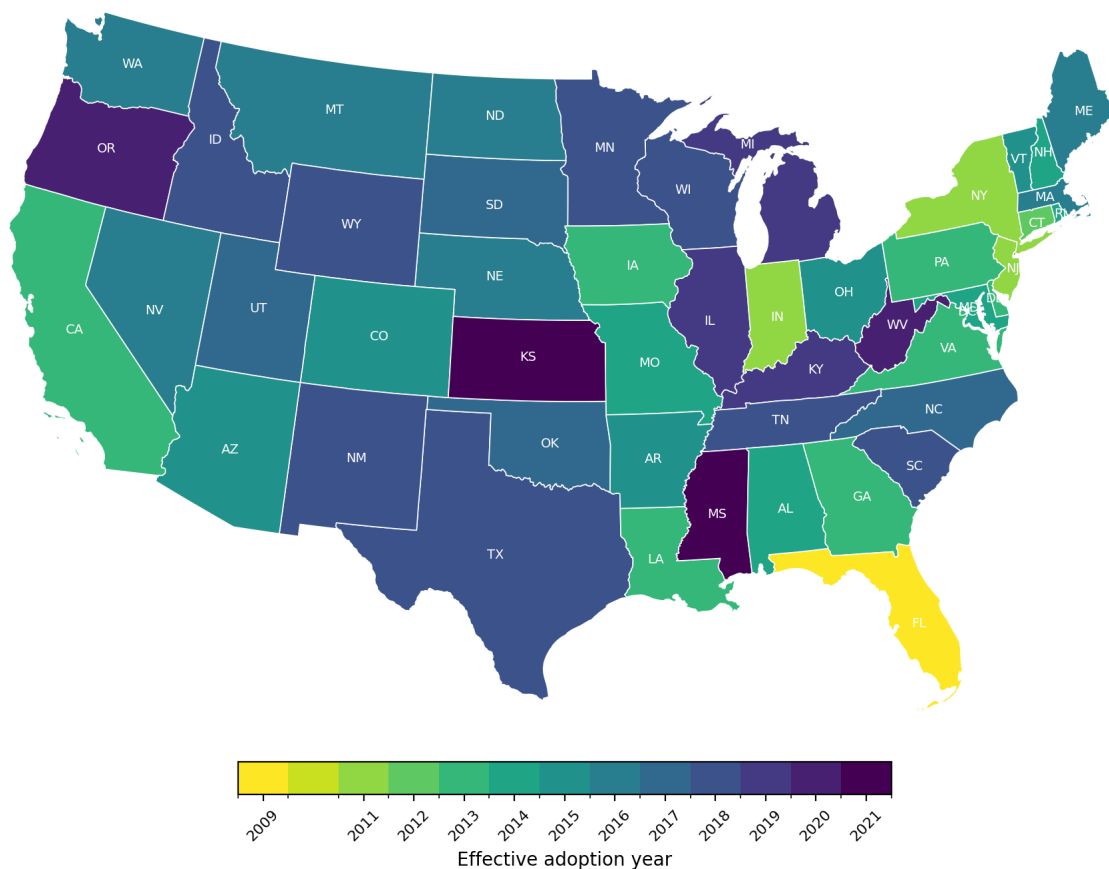 WA
MT
ND
MN
MI
ME
OR
ID
SD
WI
VT
NH
MA
NY
CT
RI
WY
NE
IA
PA
NJ
NV
UT
CO
KS
MO
IL
IN
OH
WV
MD
DC
DE
CA
KY
VA
AZ
NM
OK
AR
TN
NC
SC
TX
LA
MS
AL
GA
FL
2009
2011
2012
2013
2014
2015
2016
2017
2018
2019
2020
2021
Effective adoption year